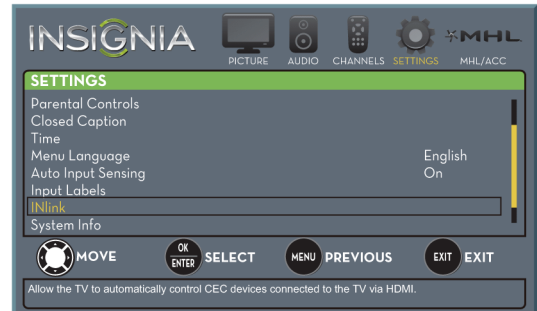 INSIGNIA
PICTURE AUDIO CHANNELS SETTINGS MHL MHL/ACC
SETTINGS
Parental Controls
Closed Caption
Time
Menu Language English
Auto Input Sensing On
Input Labels
INlink
System Info
MOVE OK ENTER SELECT MENU PREVIOUS EXIT EXIT
Allow the TV to automatically control CEC devices connected to the TV via HDMI.